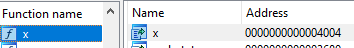 Function name
Name Address
f x
x 0000000000004004